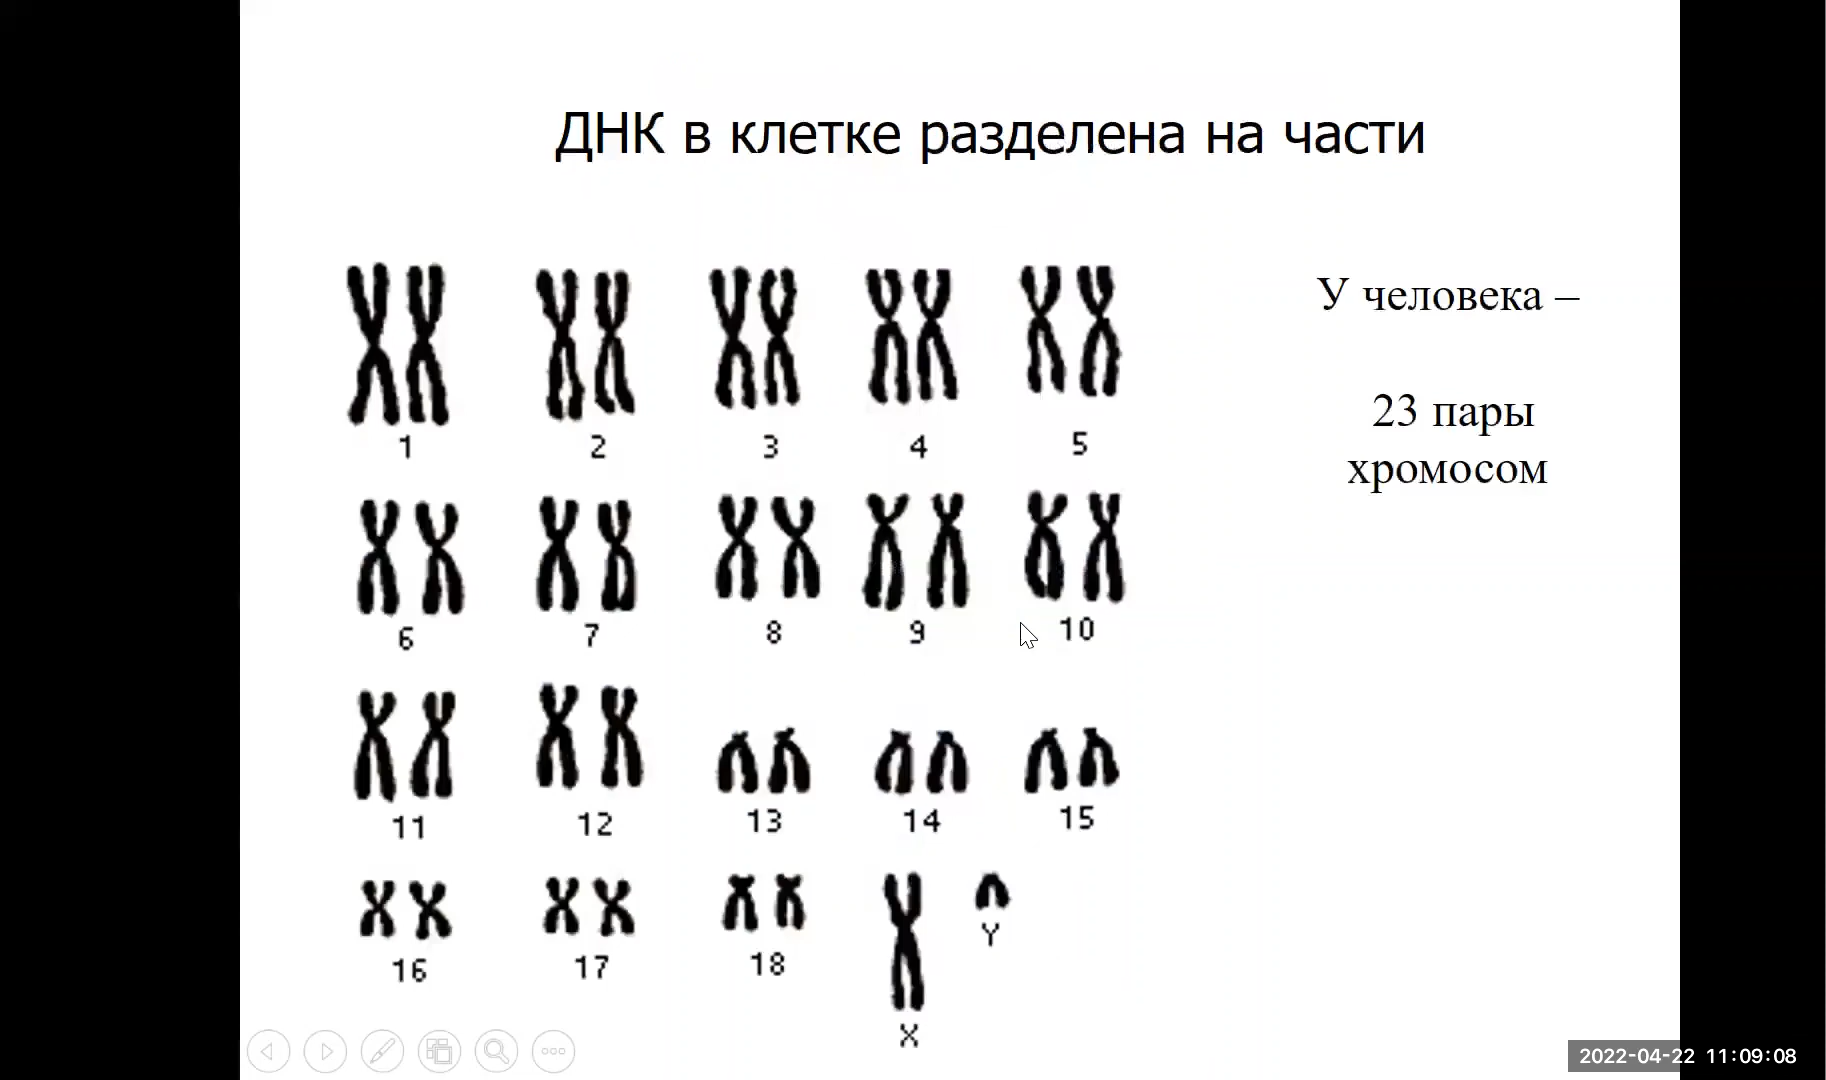 ДНК в клетке разделена на части
У человека –
23 пары
хромосом
1 2 3 4 5
6 7 8 9 10
11 12 13 14 15
16 17 18
Y
X
2022-04-22 11:09:08